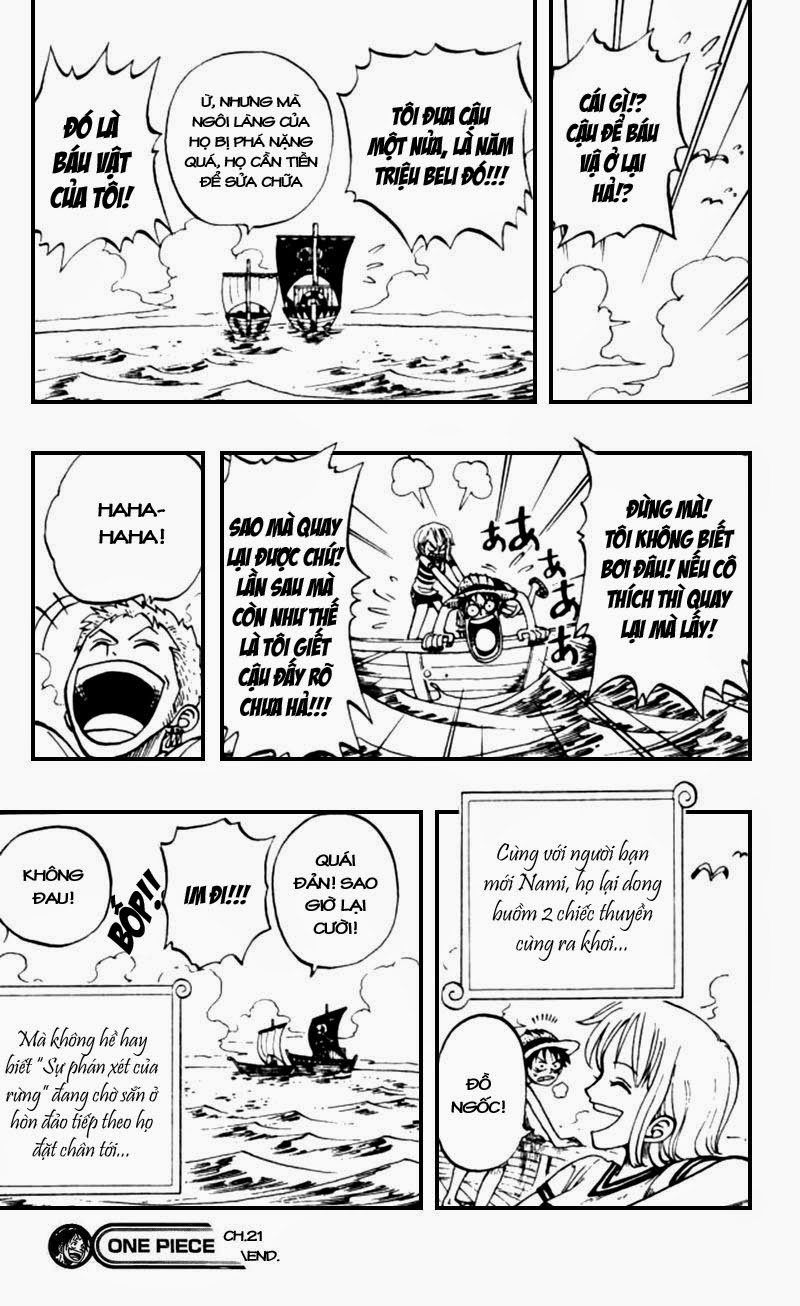 CÁI GÌ!?
CẬU ĐỂ BÁU
VẬ Ở LẠI
HẢ!?
TÔI ĐƯA CẬU
MỘT NỬA, LÀ NĂM
TRIỆU BELI ĐÓ!!!
Ừ, NHƯNG MÀ
NGÔI LÀNG CỦA
HỌ BỊ PHÁ NẶNG
QUÁ, HỌ CẦN TIỀN
ĐỂ SỬA CHỮA
ĐÓ LÀ
BÁU VẬT
CỦA TÔI!
ĐỪNG MÀ!
TÔI KHÔNG BIẾT
BƠI ĐÂU! NẾU CÔ
THÍCH THÌ QUAY
LẠI MÀ LẤY!
ああああ
SAO MÀ QUAY
LẠI ĐƯỢC CHỨ!
LẦN SAU MÀ
CÒN NHƯ THẾ
LÀ TÔI GIẾT
CẬU ĐẤY RÕ
CHƯA HẢ!!!
HAHA-
HAHA!
Cùng với người bạn
mới Nami, họ lại dong
buồm 2 chiếc thuyền
cùng ra khơi...
ĐỒ
NGỐC!
QUÁI
ĐẢN! SAO
GIỜ LẠI
CƯỜI!
IM ĐI!!!
BỐP!!
KHÔNG
ĐAU!
Mà không hề hay
biết "Sự phán xét của
rừng" đang chờ sẵn ở
hòn đảo tiếp theo họ
đặt chân tới...
ONE PIECE
CH.21
\END.